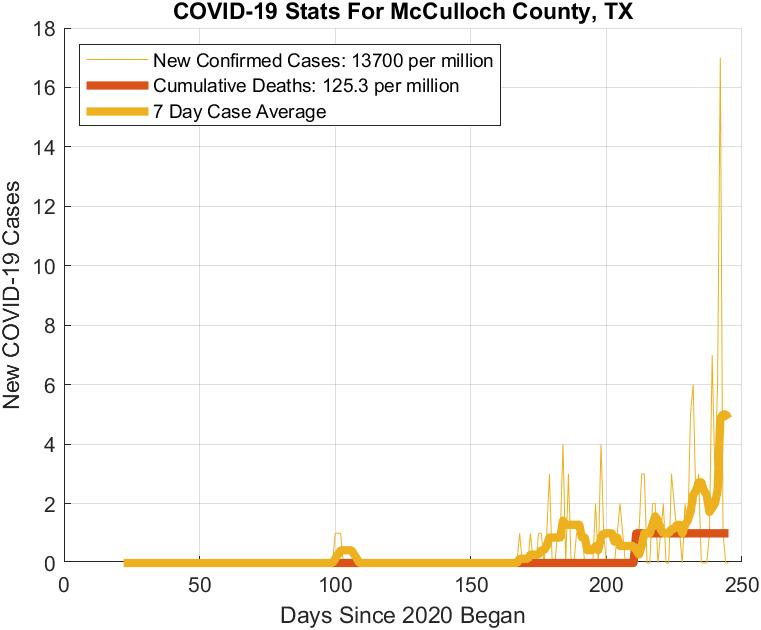 COVID-19 Stats For McCulloch County, TX
New Confirmed Cases: 13700 per million
Cumulative Deaths: 125.3 per million
7 Day Case Average
New COVID-19 Cases
18
16
14
12
10
8
6
4
2
0
0 50 100 150 200 250
Days Since 2020 Began